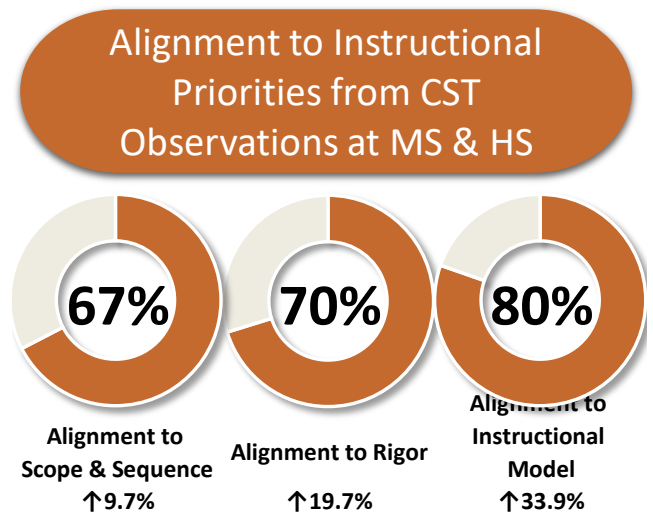 Alignment to Instructional
Priorities from CST
Observations at MS & HS
67%
70%
80%
Alignment to
Scope & Sequence
↑9.7%
Alignment to Rigor
↑19.7%
Alignment to
Instructional
Model
↑33.9%